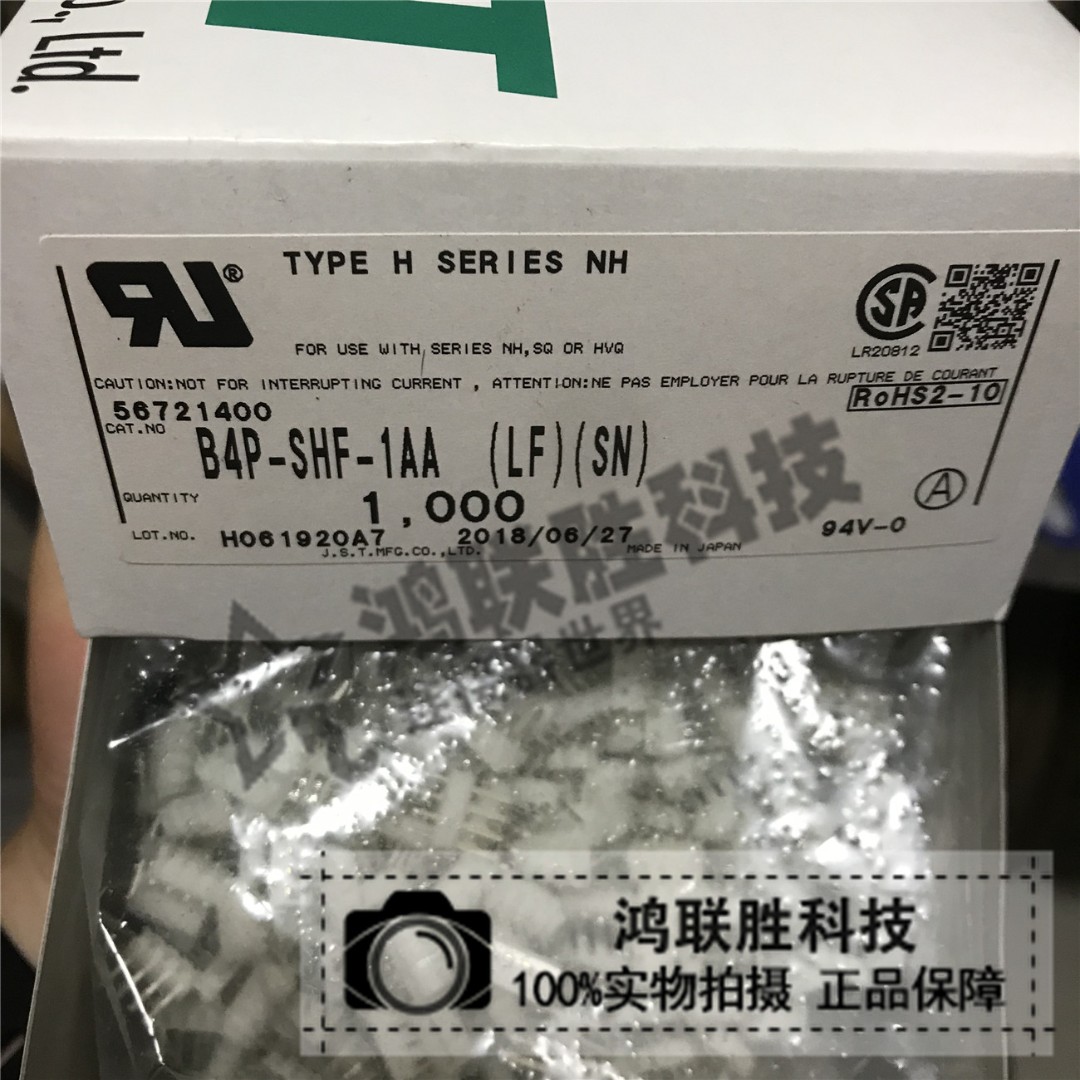 ., Ltd.
T
TYPE H SERIES NH
FOR USE WITH SERIES NH,SQ OR HVQ
LR20812
CAUTION:NOT FOR INTERRUPTING CURRENT , ATTENTION:NE PAS EMPLOYER POUR LA RUPTURE DE COURANT
56721400
RoHS2-10
CAT.NO B4P-SHF-1AA (LF)(SN)
QUANTITY 1,000
A
LOT.NO. H061920A7 2018/06/27
94V-0
J.S.T.MFG.CO.,LTD. MADE IN JAPAN
鸿联胜科技
世界
鸿联胜科技
100%实物拍摄 正品保障